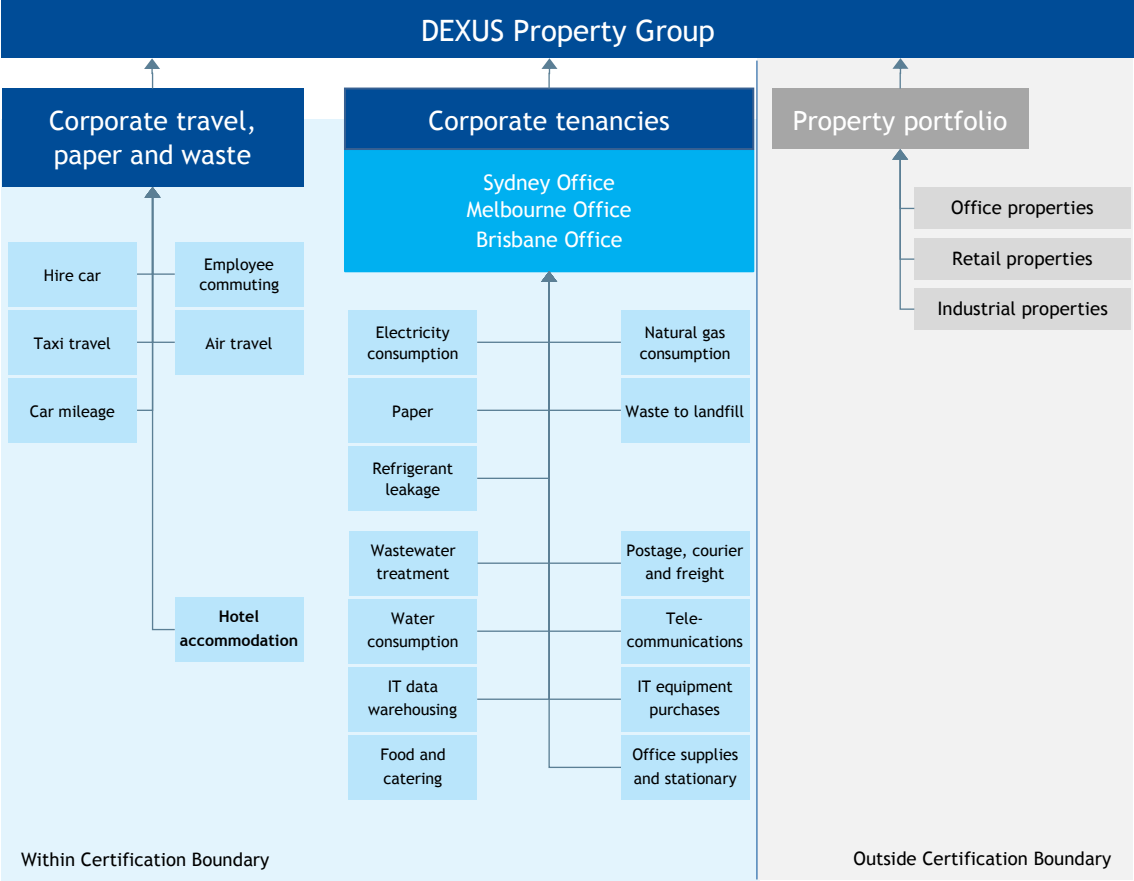 DEXUS Property Group
Corporate travel,
paper and waste
Corporate tenancies
Property portfolio
Sydney Office
Melbourne Office
Brisbane Office
Office properties
Retail properties
Industrial properties
Hire car
Employee
commuting
Taxi travel
Air travel
Car mileage
Hotel
accommodation
Electricity
consumption
Natural gas
consumption
Paper
Waste to landfill
Refrigerant
leakage
Wastewater
treatment
Postage, courier
and freight
Water
consumption
Tele-
communications
IT data
warehousing
IT equipment
purchases
Food and
catering
Office supplies
and stationary
Within Certification Boundary
Outside Certification Boundary